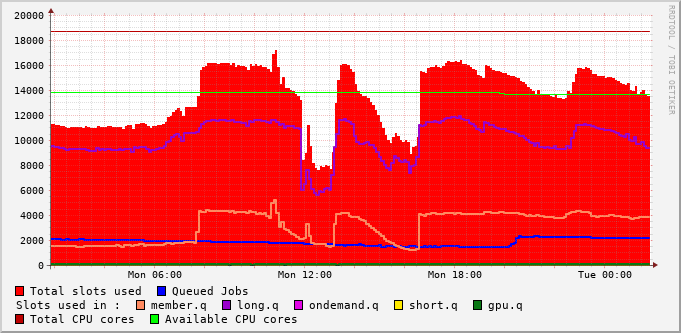 20000
18000
16000
14000
12000
10000
8000
6000
4000
2000
0
Mon 06:00 Mon 12:00 Mon 18:00 Tue 00:00
Total slots used Queued Jobs
Slots used in : member.q long.q ondemand.q short.q gpu.q
Total CPU cores Available CPU cores
RRDTOOL / TOBI OETIKER